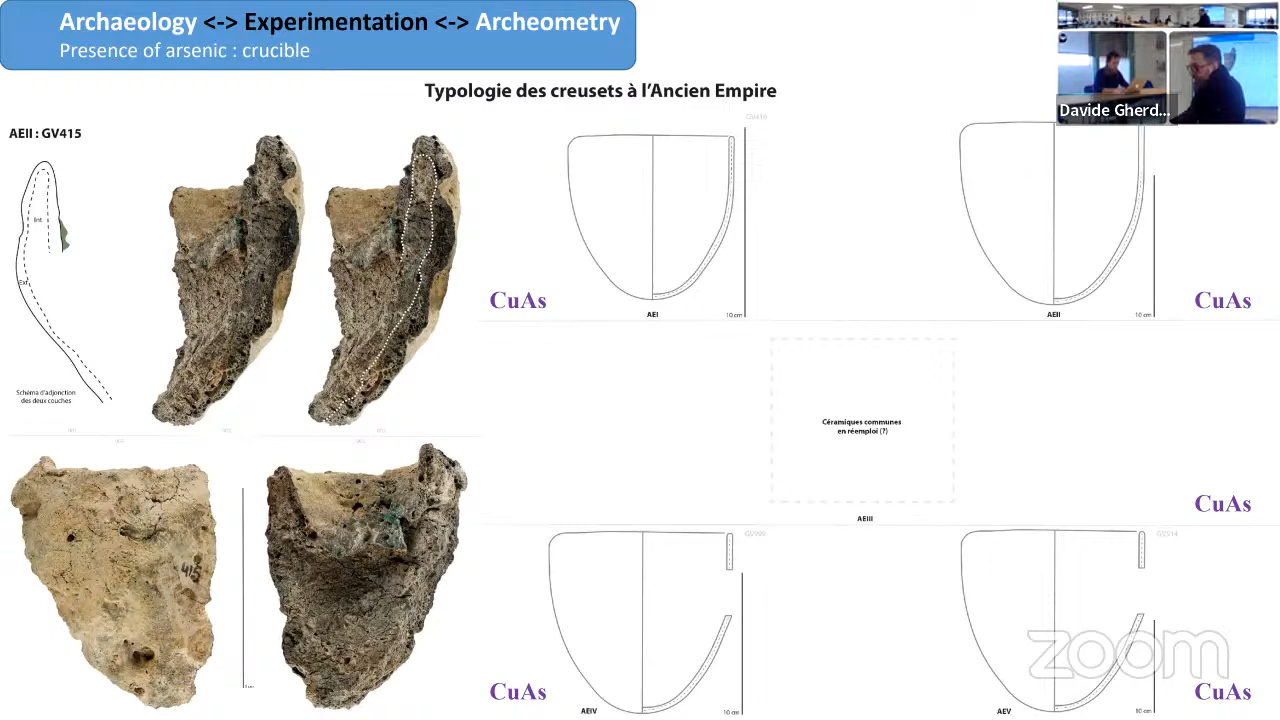 Archaeology <-> Experimentation <-> Archeometry
Presence of arsenic : crucible
Davide Gherd...
Typologie des creusets à l'Ancien Empire
AEII : GV415
Int
Ext
Schéma d'adjonction
des deux couches
415
GV416
CuAs
AEI
10 cm
AEII
10 cm
CuAs
Céramiques communes
en réemploi (?)
AEIII
CuAs
CuAs
AEIV
10 cm
AEV
10 cm
CuAs
zoom